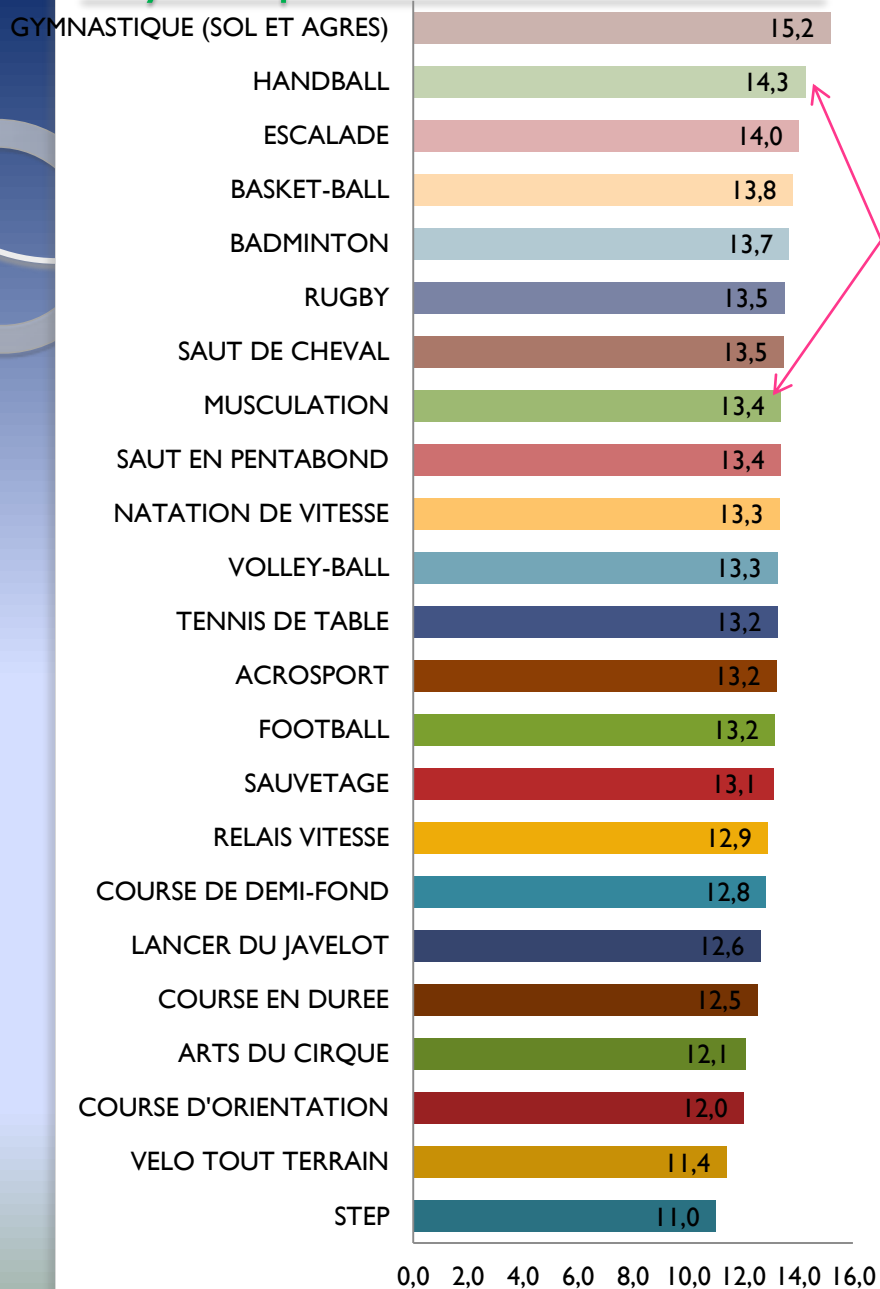 GYMNASTIQUE (SOL ET AGRES) 15,2
HANDBALL 14,3
ESCALADE 14,0
BASKET-BALL 13,8
BADMINTON 13,7
RUGBY 13,5
SAUT DE CHEVAL 13,5
MUSCULATION 13,4
SAUT EN PENTABOND 13,4
NATATION DE VITESSE 13,3
VOLLEY-BALL 13,3
TENNIS DE TABLE 13,2
ACROSPORT 13,2
FOOTBALL 13,2
SAUVETAGE 13,1
RELAIS VITESSE 12,9
COURSE DE DEMI-FOND 12,8
LANCER DU JAVELOT 12,6
COURSE EN DUREE 12,5
ARTS DU CIRQUE 12,1
COURSE D'ORIENTATION 12,0
VELO TOUT TERRAIN 11,4
STEP 11,0
0,0 2,0 4,0 6,0 8,0 10,0 12,0 14,0 16,0